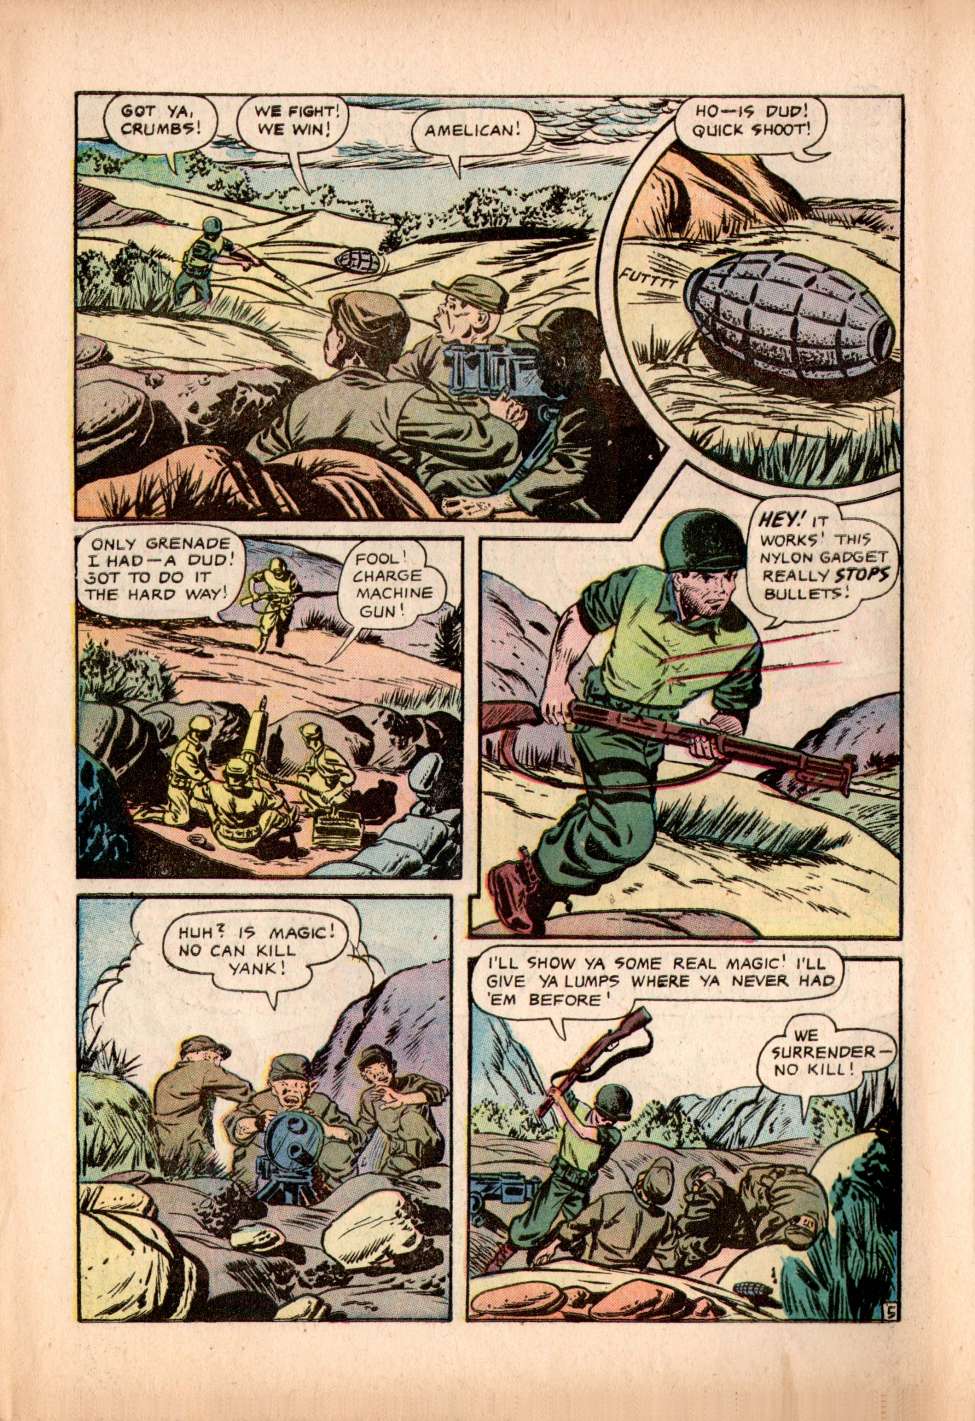 GOT YA,
CRUMBS!
WE FIGHT!
WE WIN!
AMELICAN!
HO—IS DUD!
QUICK SHOOT!
FUTTTT
ONLY GRENADE
I HAD—A DUD!
GOT TO DO IT
THE HARD WAY!
FOOL!
CHARGE
MACHINE
GUN!
HEY! IT
WORKS! THIS
NYLON GADGET
REALLY STOPS
BULLETS!
HUH? IS MAGIC!
NO CAN KILL
YANK!
I'LL SHOW YA SOME REAL MAGIC! I'LL
GIVE YA LUMPS WHERE YA NEVER HAD
'EM BEFORE!
WE
SURRENDER—
NO KILL!
5